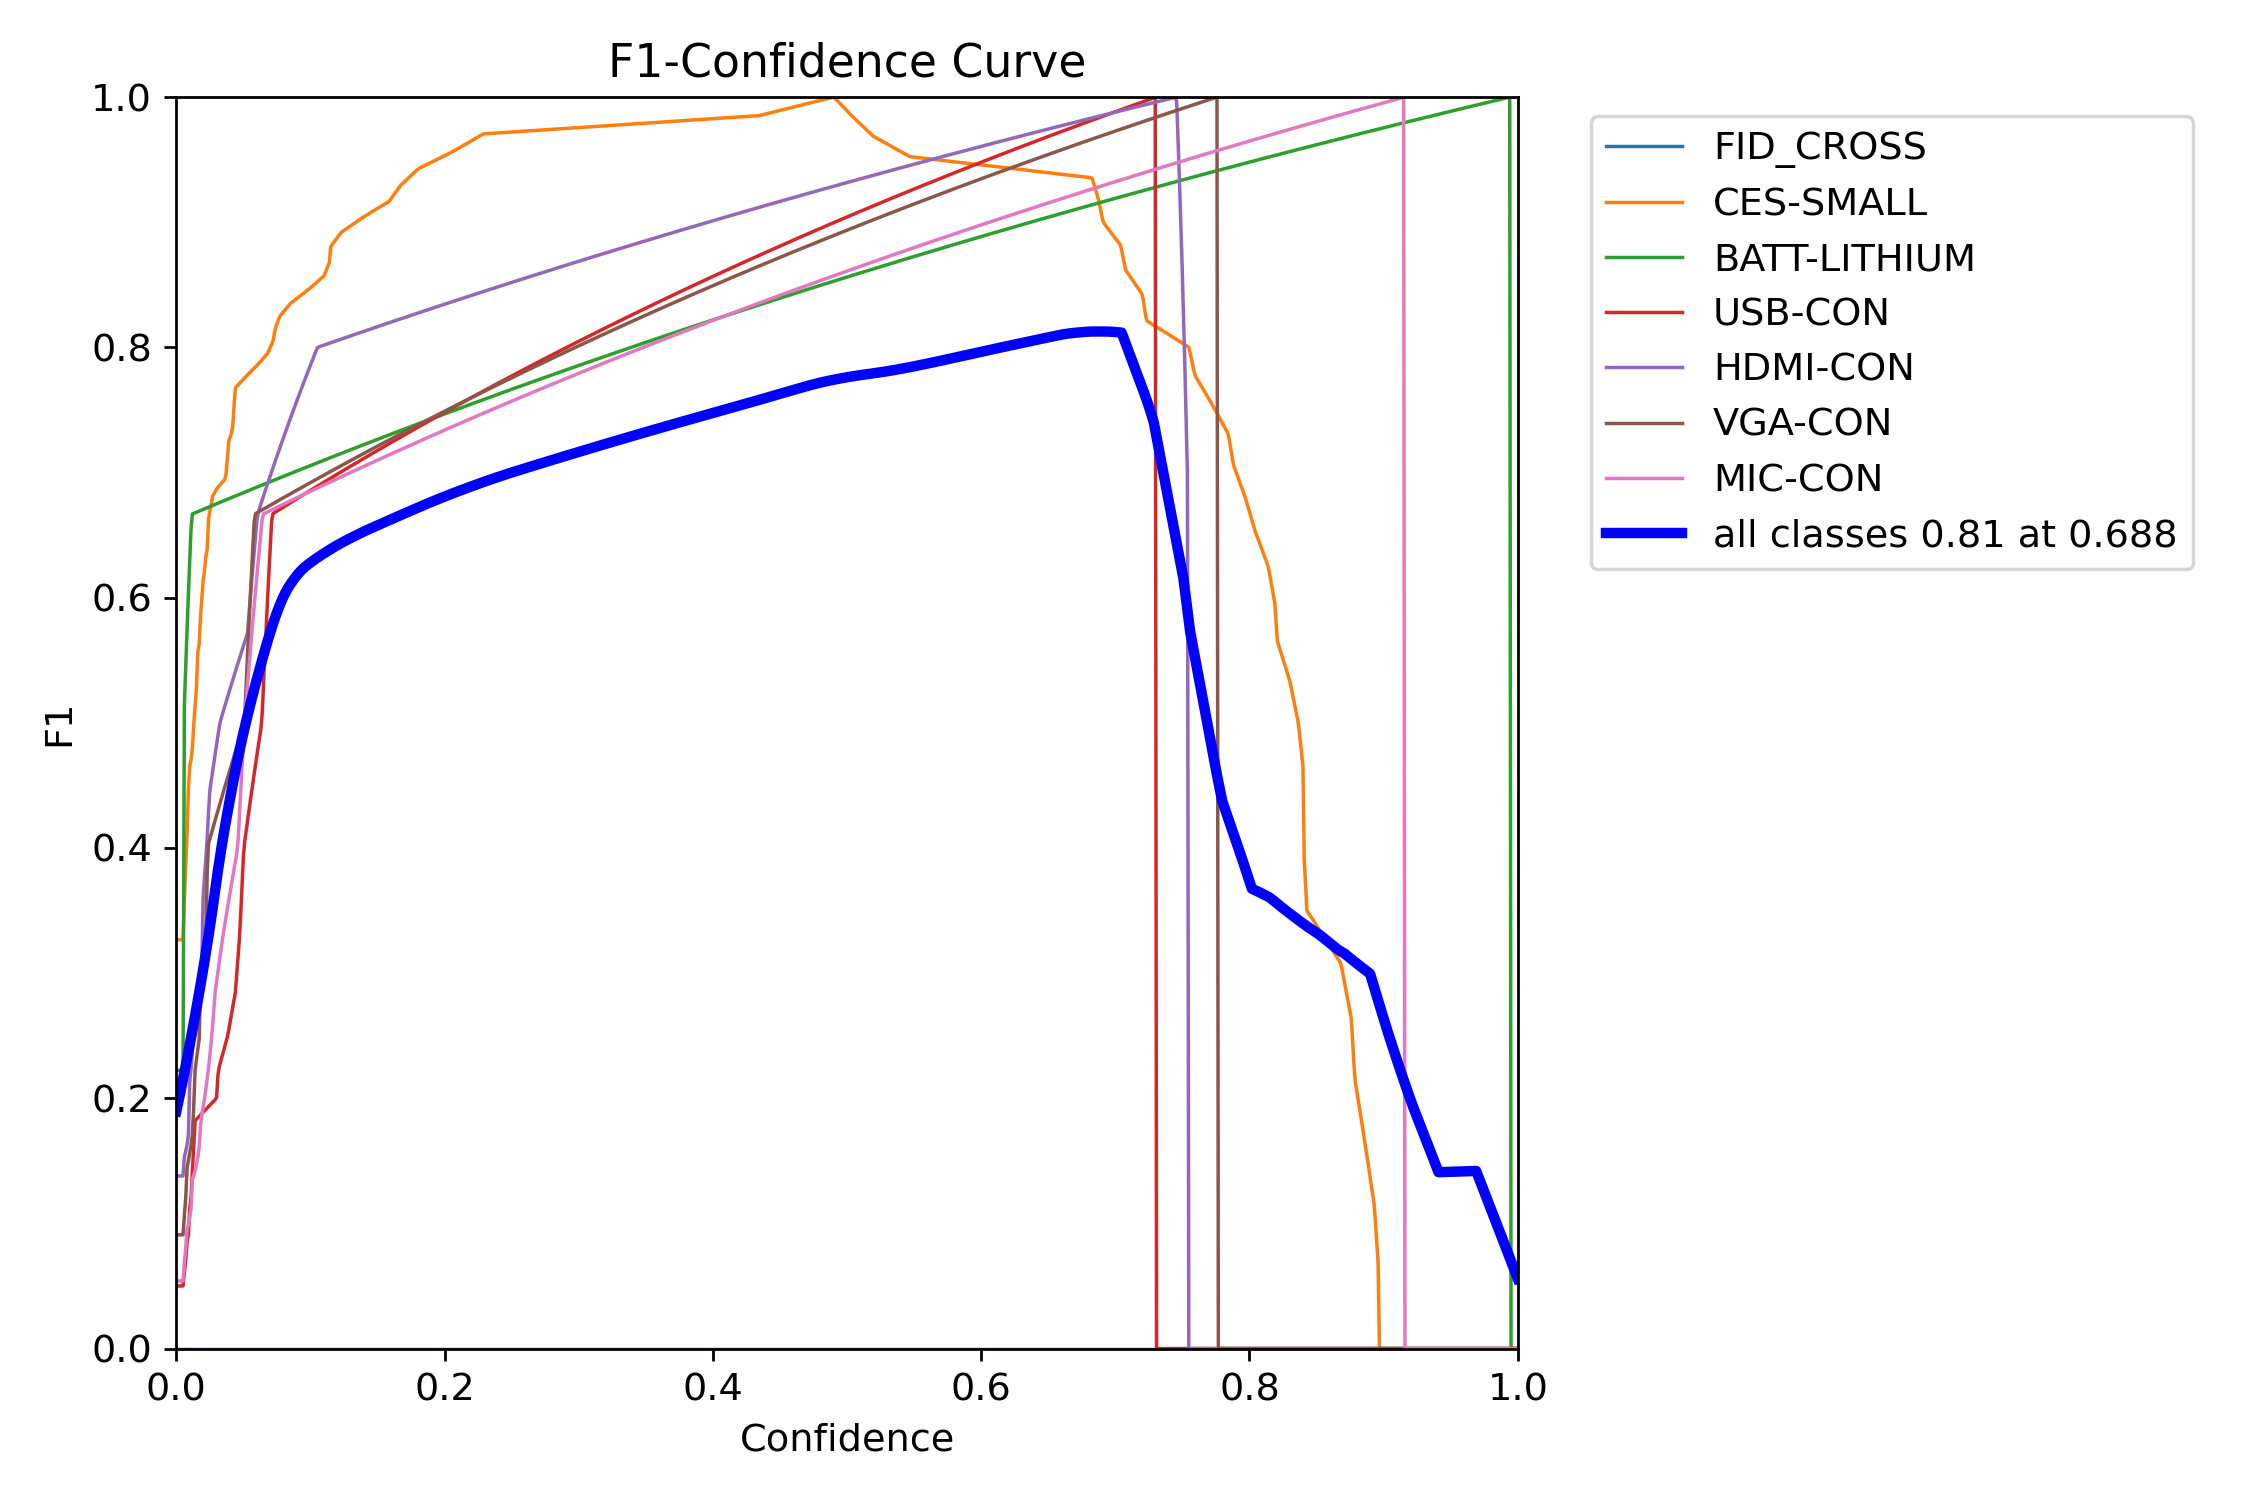 F1-Confidence Curve
1.0
0.8
0.6
0.4
0.2
0.0
F1
0.0 0.2 0.4 0.6 0.8 1.0
Confidence
FID_CROSS
CES-SMALL
BATT-LITHIUM
USB-CON
HDMI-CON
VGA-CON
MIC-CON
all classes 0.81 at 0.688